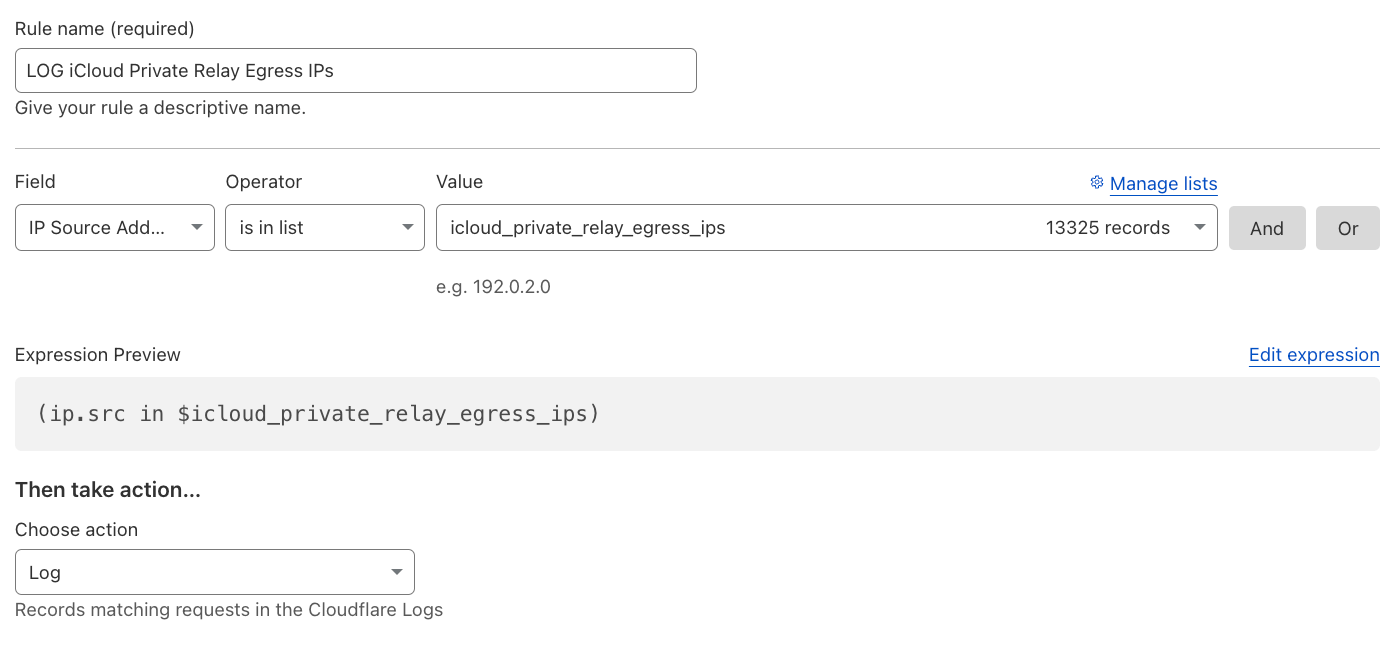 Rule name (required)
LOG iCloud Private Relay Egress IPs
Give your rule a descriptive name.
Field Operator Value Manage lists
IP Source Add... is in list icloud_private_relay_egress_ips 13325 records And Or
e.g. 192.0.2.0
Expression Preview Edit expression
(ip.src in $icloud_private_relay_egress_ips)
Then take action...
Choose action
Log
Records matching requests in the Cloudflare Logs